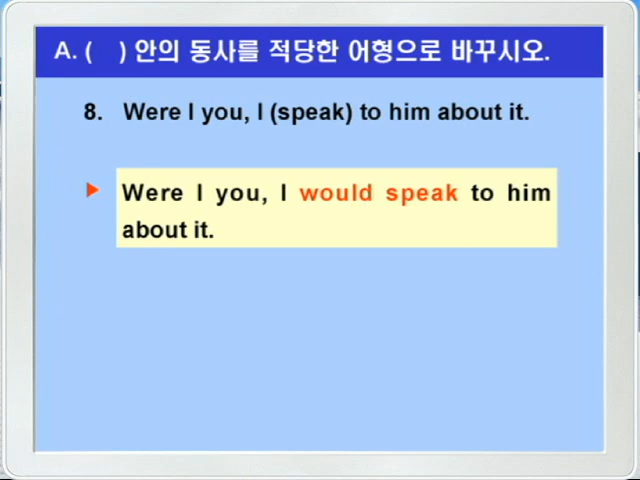 A. (   ) 안의 동사를 적당한 어형으로 바꾸시오.
8. Were I you, I (speak) to him about it.
Were I you, I would speak to him
about it.